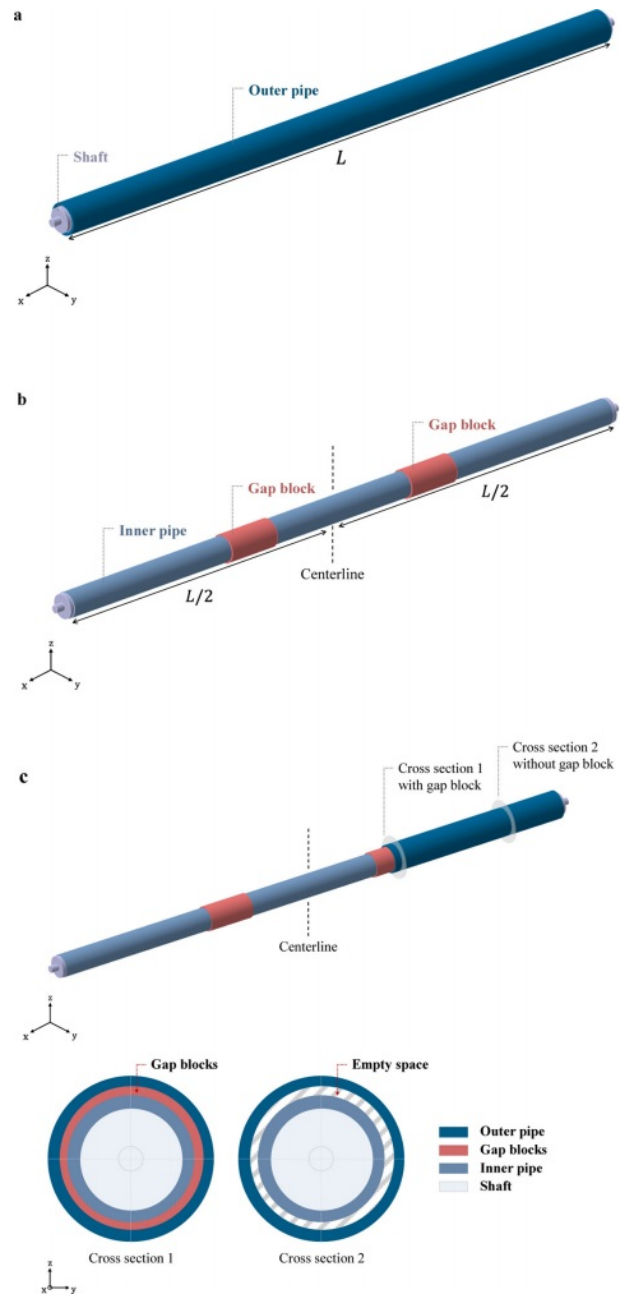 a
Outer pipe
Shaft
L
z
x
y
b
Gap block
Gap block
L/2
Inner pipe
Centerline
L/2
z
x
y
c
Cross section 2
without gap block
Cross section 1
with gap block
Centerline
z
x
y
Gap blocks
Empty space
Outer pipe
Gap blocks
Inner pipe
Shaft
Cross section 1
Cross section 2
z
x
y